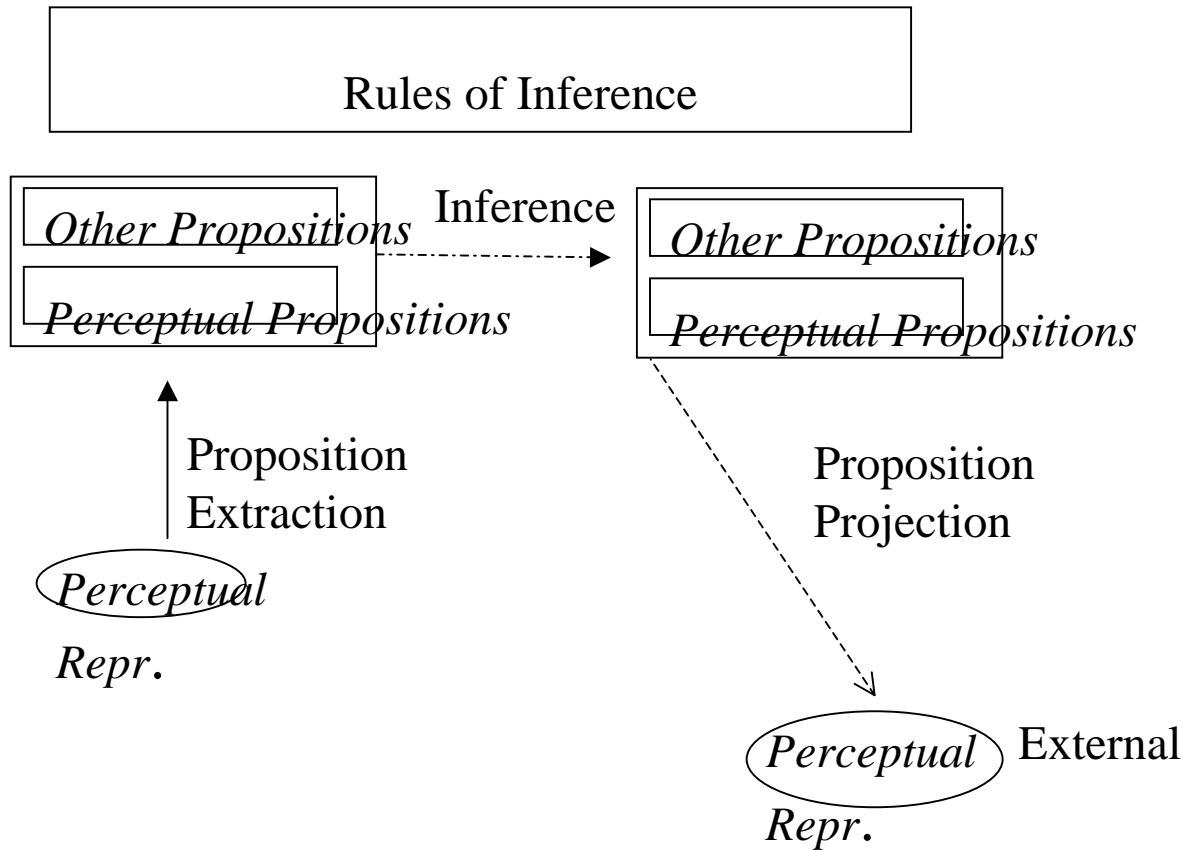 Rules of Inference
Other Propositions
Perceptual Propositions
Inference
Other Propositions
Perceptual Propositions
Proposition
Extraction
Perceptual
Repr.
Proposition
Projection
Perceptual
Repr.
External